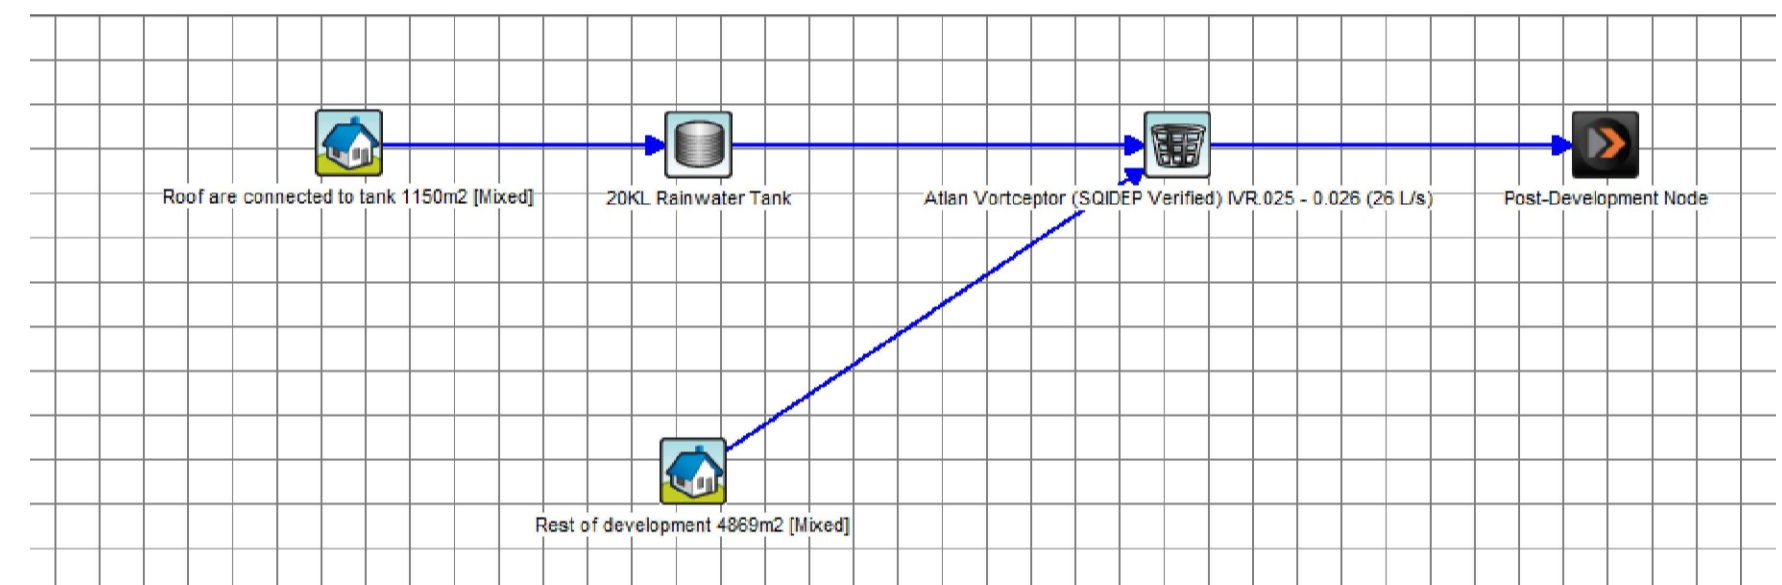 Roof are connected to tank 1150m2 [Mixed]
20KL Rainwater Tank
Atlan Vortceptor (SQIDEP Verified) IVR.025 - 0.026 (26 L/s)
Post-Development Node
Rest of development 4869m2 [Mixed]